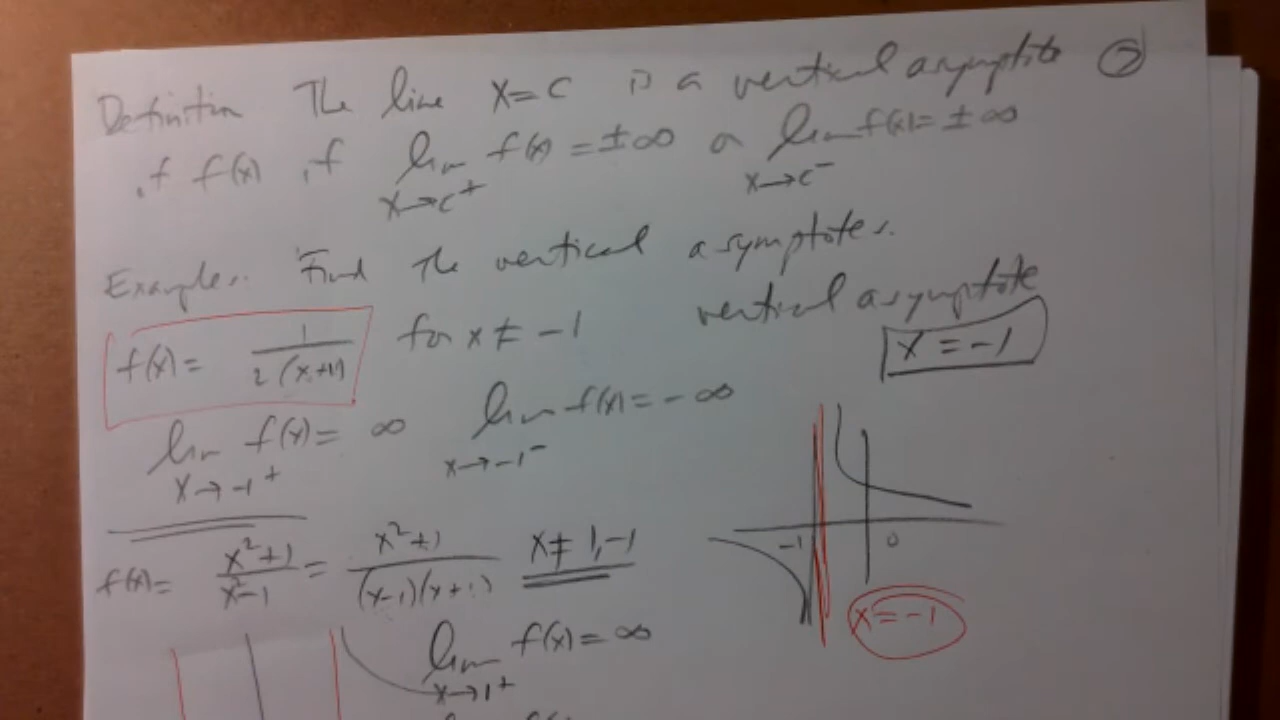 Definition The line x=c is a vertical asymptote ②
if f(x) if lim f(x) = ±∞ or lim f(x) = ±∞
x→c⁺ x→c⁻
Examples. Find the vertical asymptotes.
f(x) = 1/2(x+1) for x ≠ -1 vertical asymptote
x = -1
lim f(x) = ∞ lim f(x) = -∞
x→-1⁺ x→-1⁻
-1 0
f(x) = x²+1/x²-1 = x²+1/(x-1)(x+1) x ≠ 1,-1
x = -1
lim f(x) = ∞
x→1⁺